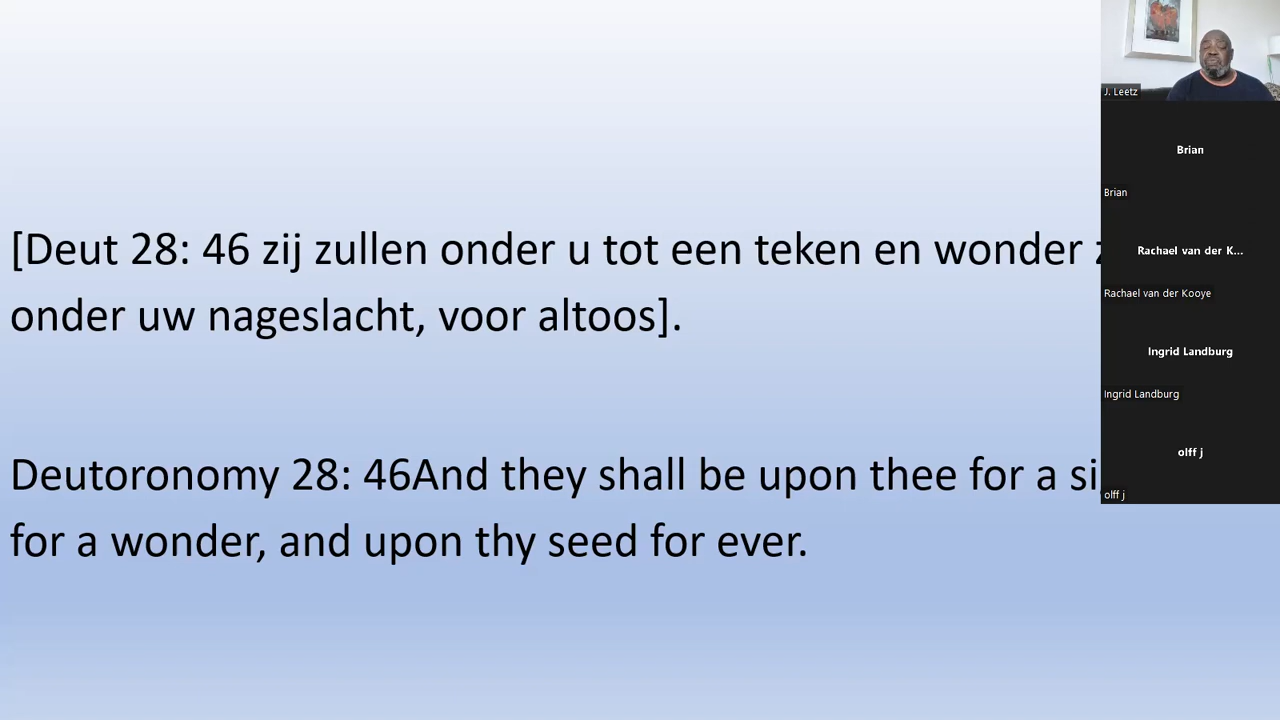 [Deut 28: 46 zij zullen onder u tot een teken en wonder
onder uw nageslacht, voor altoos].
Deutoronomy 28: 46And they shall be upon thee for a
for a wonder, and upon thy seed for ever.
J. Leetz
Brian
Brian
Rachael van der K...
Rachael van der Kooye
Ingrid Landburg
Ingrid Landburg
olff j
olff j